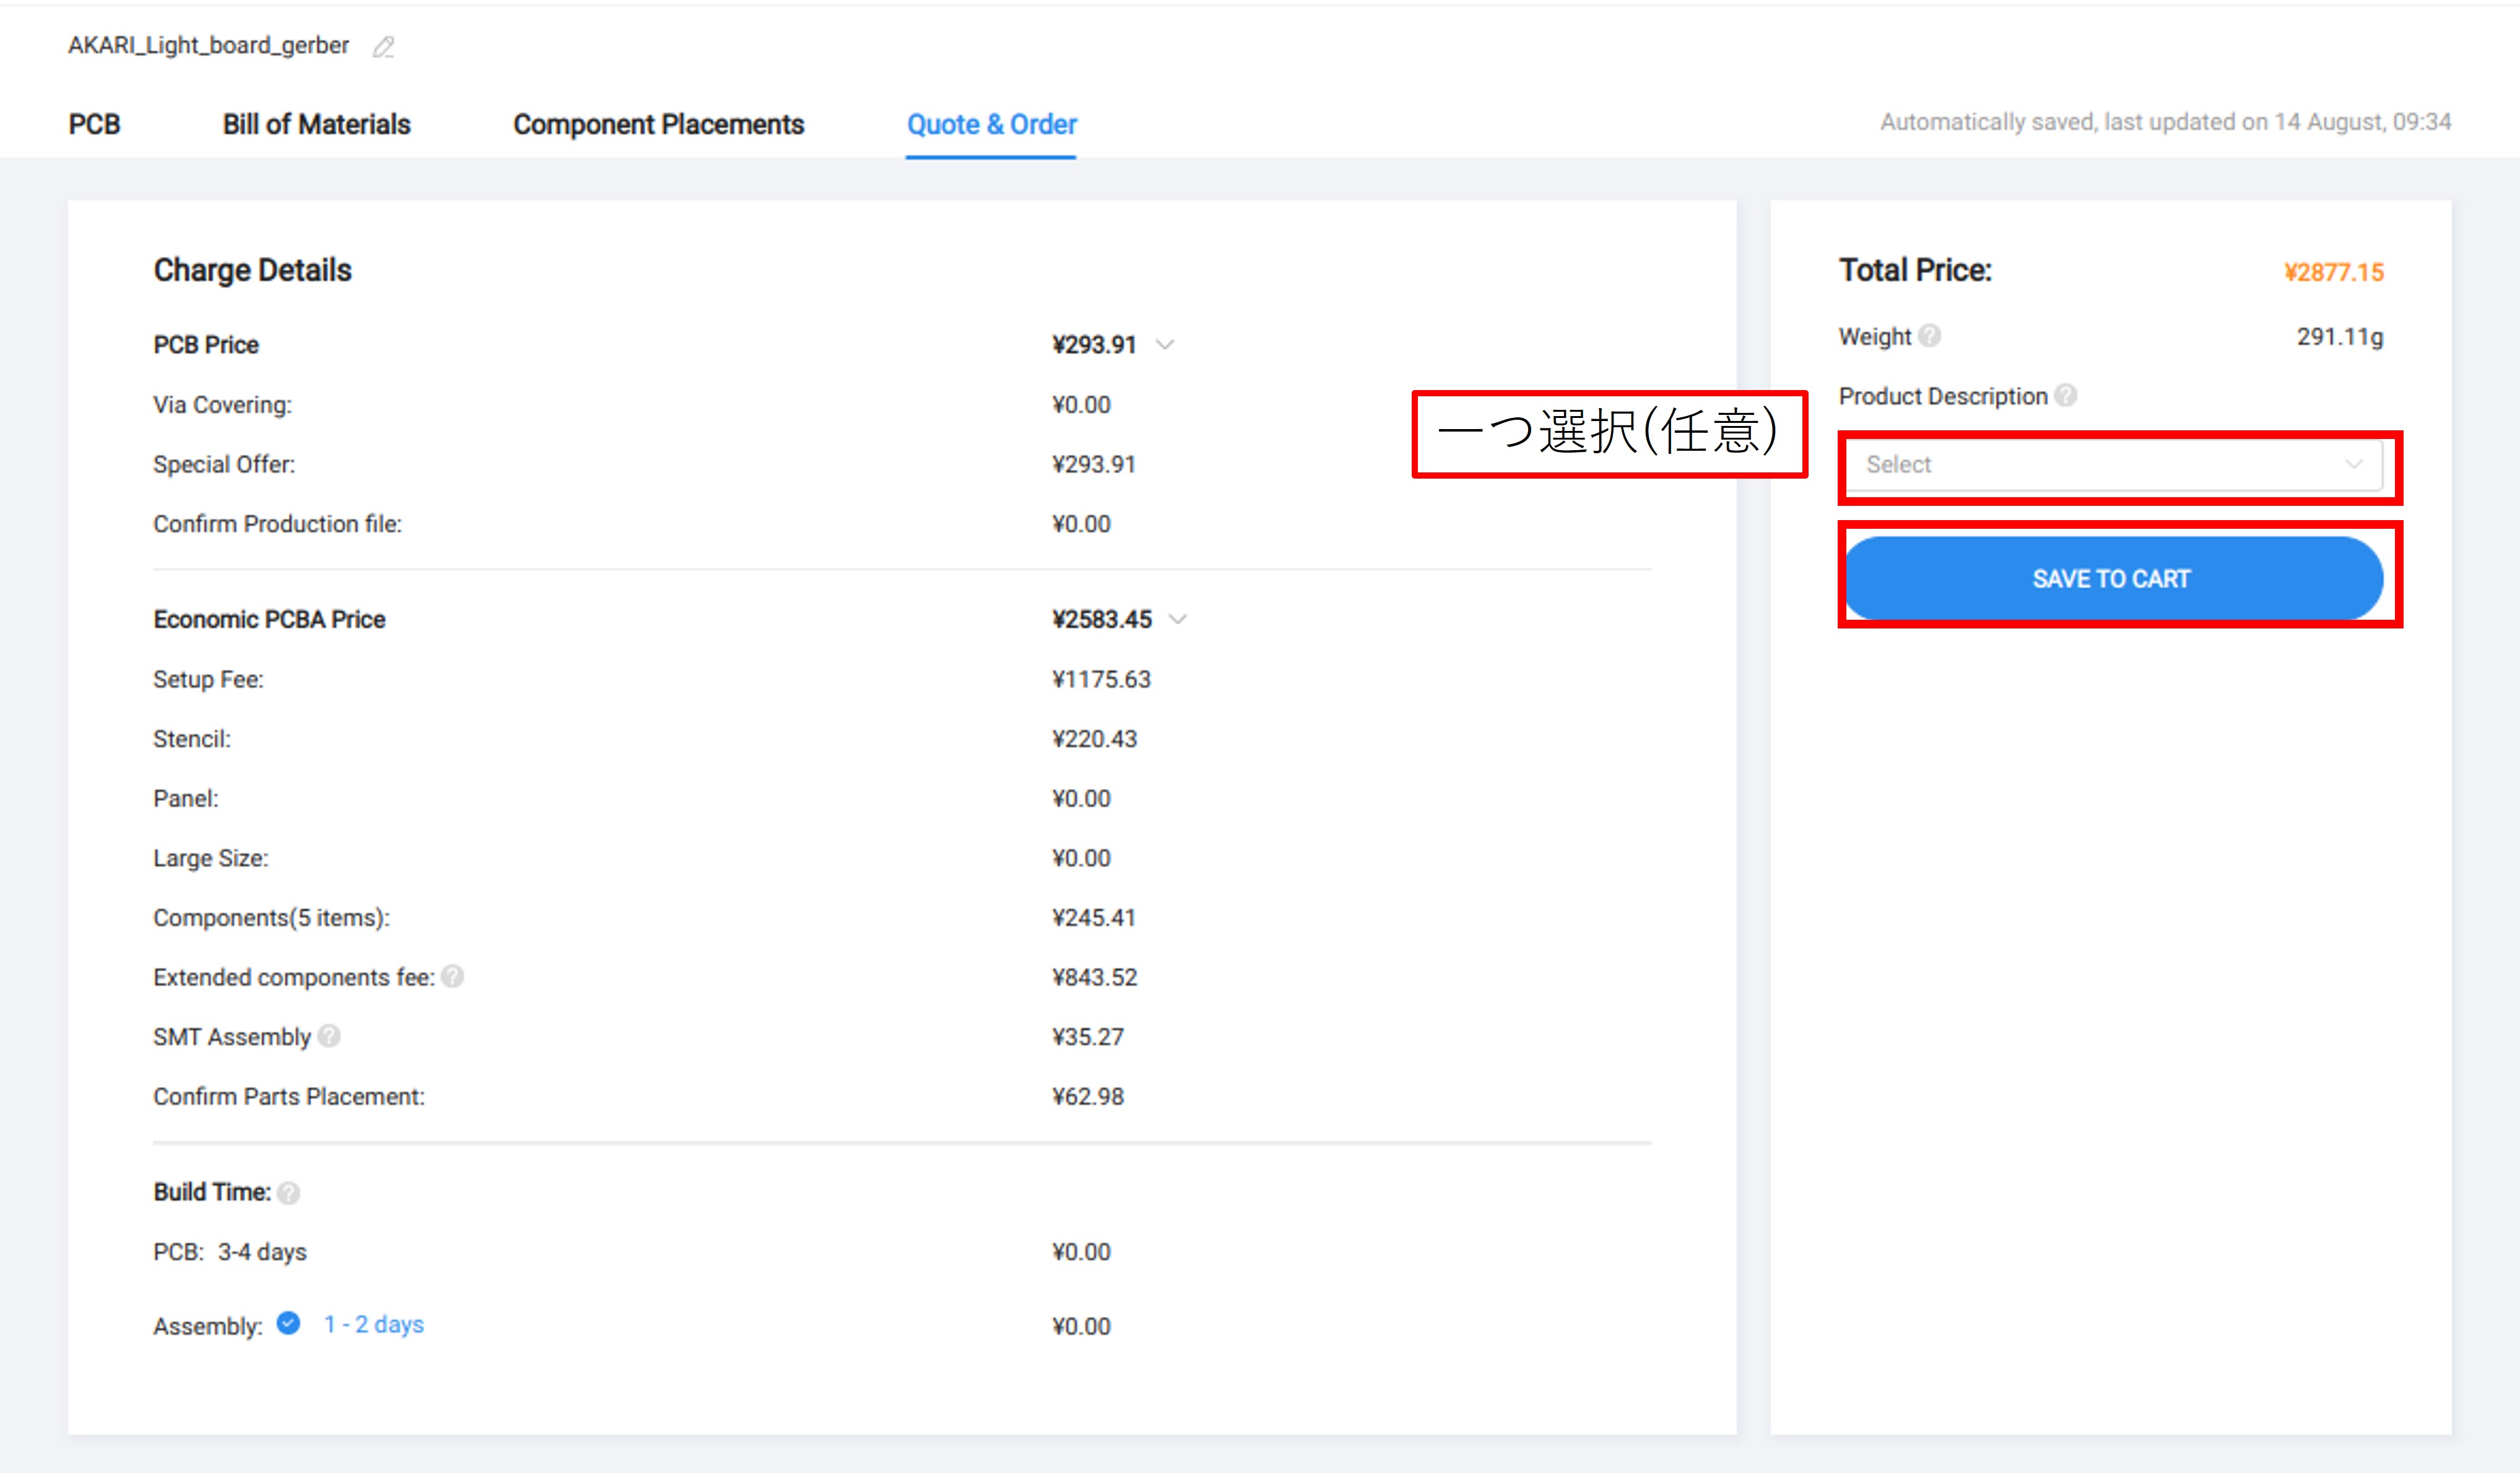 AKARI_Light_board_gerber
PCB Bill of Materials Component Placements Quote & Order Automatically saved, last updated on 14 August, 09:34
Charge Details
PCB Price ¥293.91
Via Covering: ¥0.00
Special Offer: ¥293.91
Confirm Production file: ¥0.00
Economic PCBA Price ¥2583.45
Setup Fee: ¥1175.63
Stencil: ¥220.43
Panel: ¥0.00
Large Size: ¥0.00
Components(5 items): ¥245.41
Extended components fee: ¥843.52
SMT Assembly ¥35.27
Confirm Parts Placement: ¥62.98
Build Time:
PCB: 3-4 days ¥0.00
Assembly: 1 - 2 days ¥0.00
一つ選択(任意)
Total Price: ¥2877.15
Weight 291.11g
Product Description
Select
SAVE TO CART